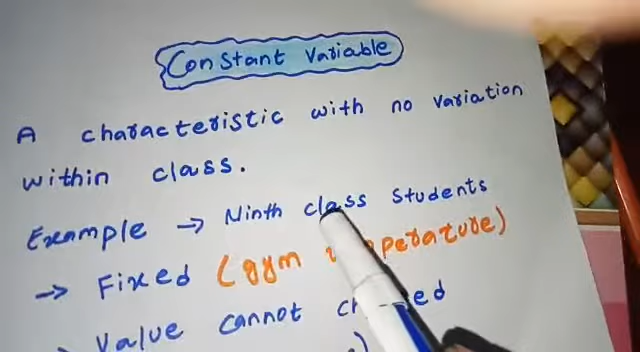 Constant Variable
A characteristic with no variation
within class.
Example → Ninth class students
→ Fixed (gym
Value cannot